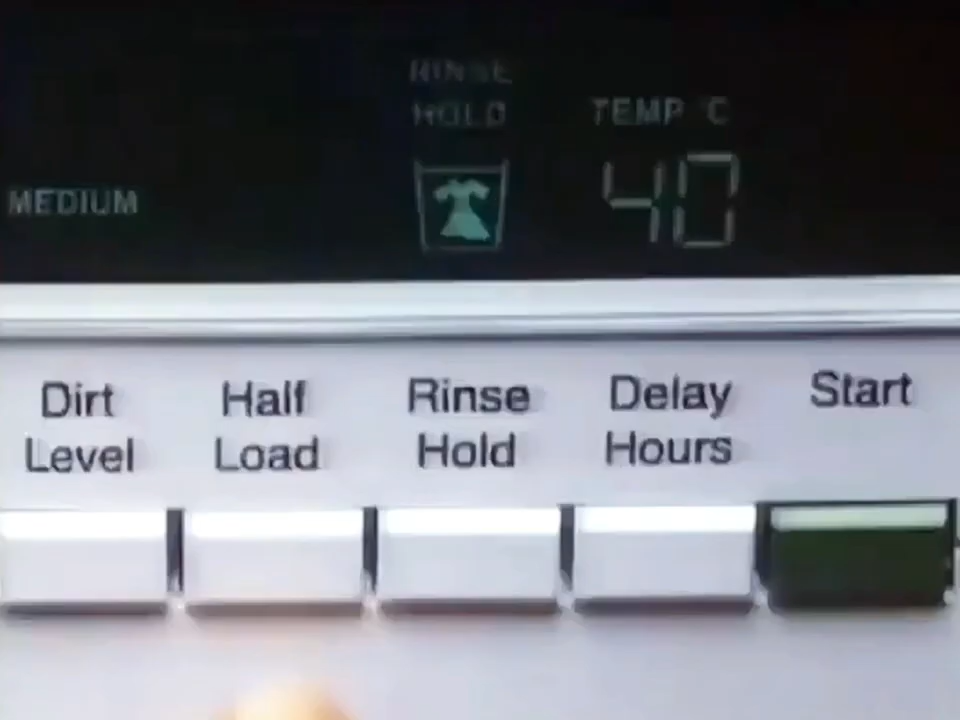 RINSE
HOLD
TEMP °C
MEDIUM
40
Dirt
Level
Half
Load
Rinse
Hold
Delay
Hours
Start